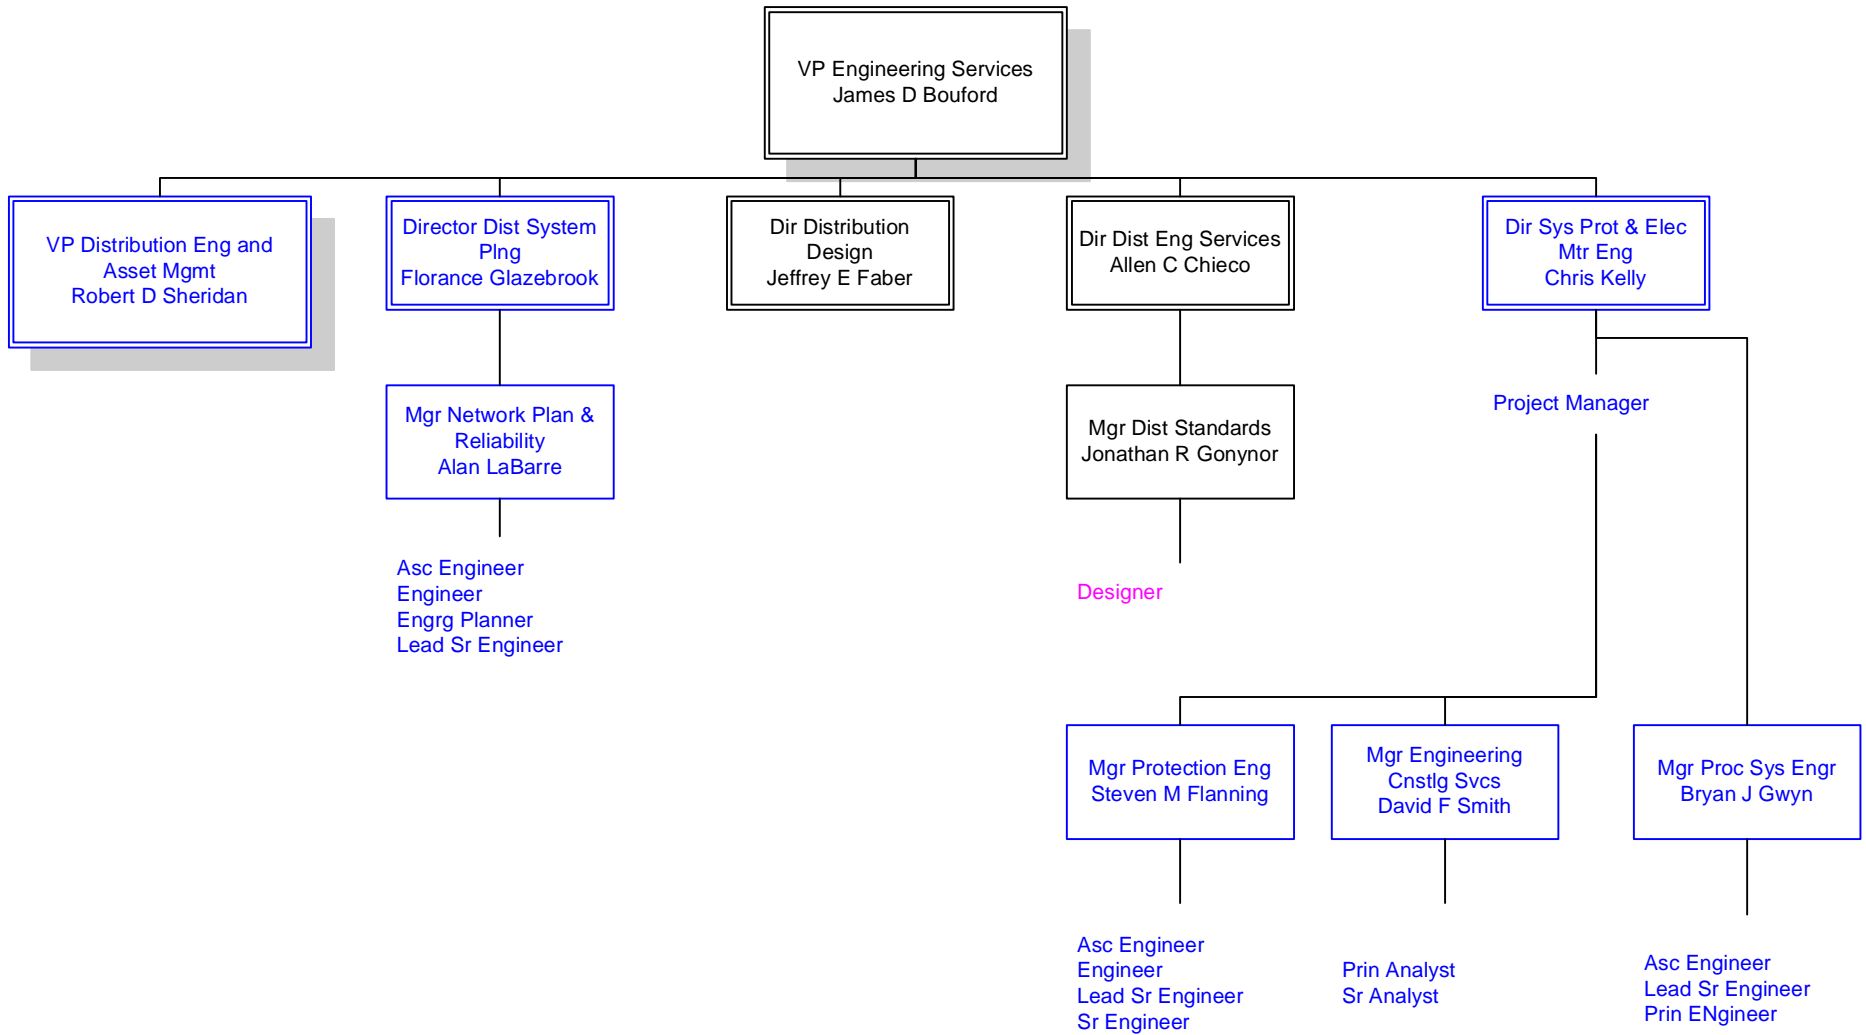 VP Engineering Services
James D Bouford
VP Distribution Eng and
Asset Mgmt
Robert D Sheridan
Director Dist System
Plng
Florance Glazebrook
Dir Distribution
Design
Jeffrey E Faber
Dir Dist Eng Services
Allen C Chieco
Dir Sys Prot & Elec
Mtr Eng
Chris Kelly
Mgr Network Plan &
Reliability
Alan LaBarre
Mgr Dist Standards
Jonathan R Gonynor
Project Manager
Asc Engineer
Engineer
Engrg Planner
Lead Sr Engineer
Designer
Mgr Protection Eng
Steven M Flanning
Mgr Engineering
Cnstlg Svcs
David F Smith
Mgr Proc Sys Engr
Bryan J Gwyn
Asc Engineer
Engineer
Lead Sr Engineer
Sr Engineer
Prin Analyst
Sr Analyst
Asc Engineer
Lead Sr Engineer
Prin ENgineer